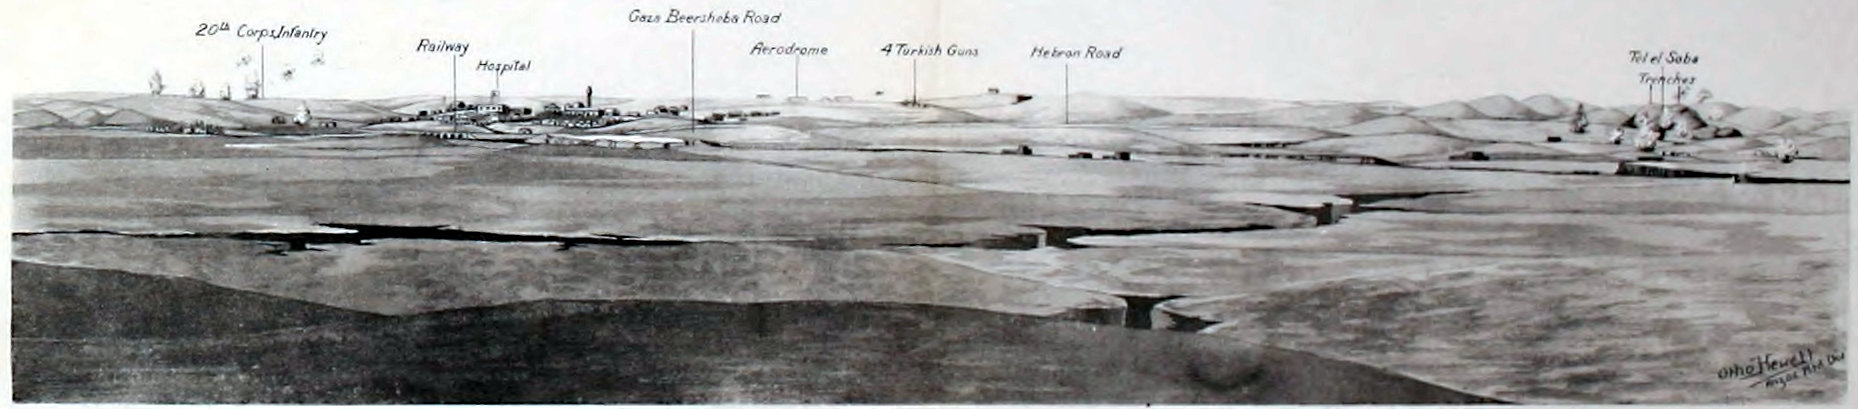 20th Corps Infantry
Railway
Hospital
Gaza Beersheba Road
Aerodrome
4 Turkish Guns
Hebron Road
Tel el Saba
Trenches
Otho Hewett
Anzac Mtd Div